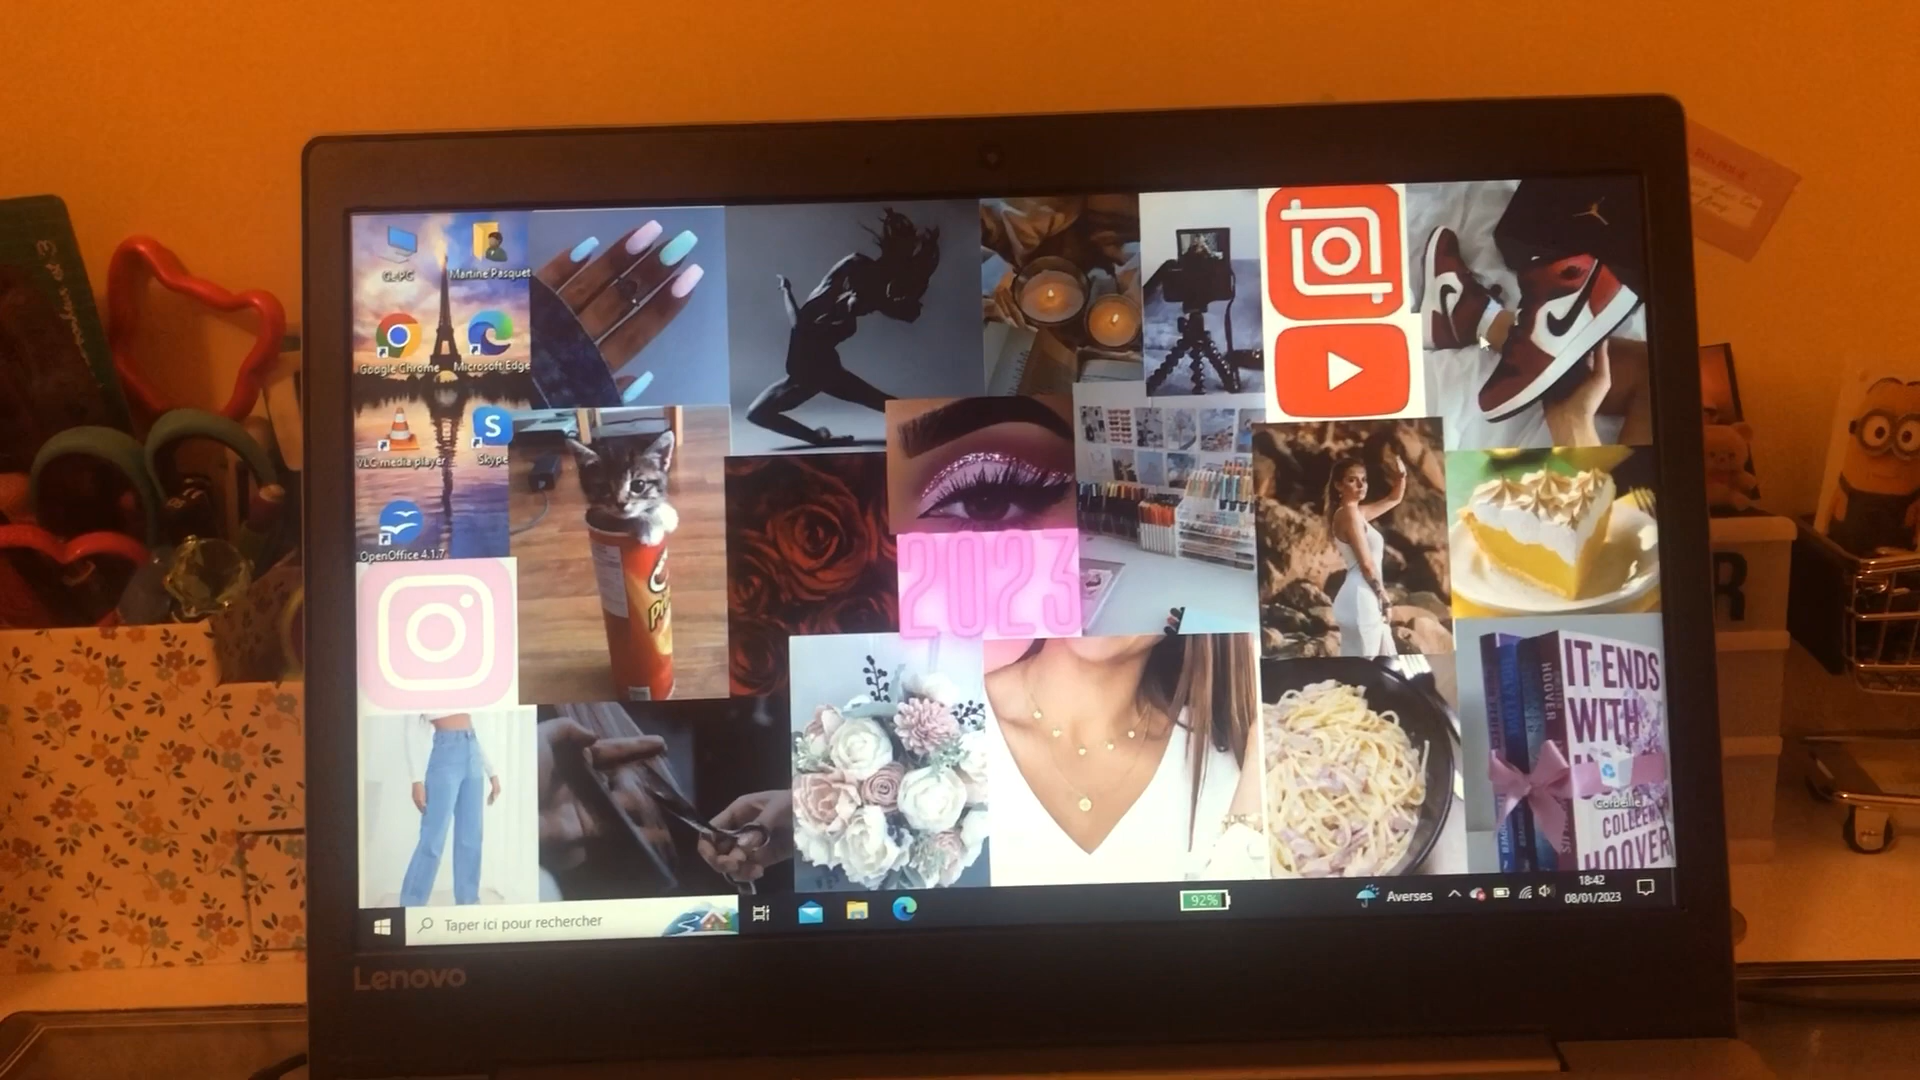 Ce PC
Martine Pasquet
Google Chrome
Microsoft Edge
VLC media player
Skype
OpenOffice 4.1.7
2023
IT ENDS
WITH
COLLEEN
HOOVER
HOOVER
Corbeille
Taper ici pour rechercher
92%
Averses
18:42
08/01/2023
Lenovo